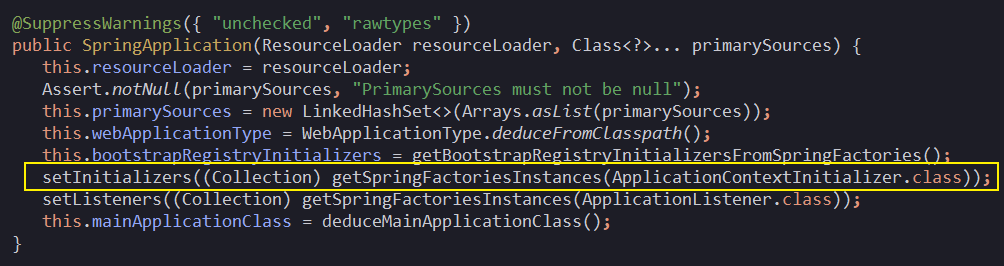 @SuppressWarnings({ "unchecked", "rawtypes" })
public SpringApplication(ResourceLoader resourceLoader, Class<?>... primarySources) {
this.resourceLoader = resourceLoader;
Assert.notNull(primarySources, "PrimarySources must not be null");
this.primarySources = new LinkedHashSet<>(Arrays.asList(primarySources));
this.webApplicationType = WebApplicationType.deduceFromClasspath();
this.bootstrapRegistryInitializers = getBootstrapRegistryInitializersFromSpringFactories();
setInitializers((Collection) getSpringFactoriesInstances(ApplicationContextInitializer.class));
setListeners((Collection) getSpringFactoriesInstances(ApplicationListener.class));
this.mainApplicationClass = deduceMainApplicationClass();
}